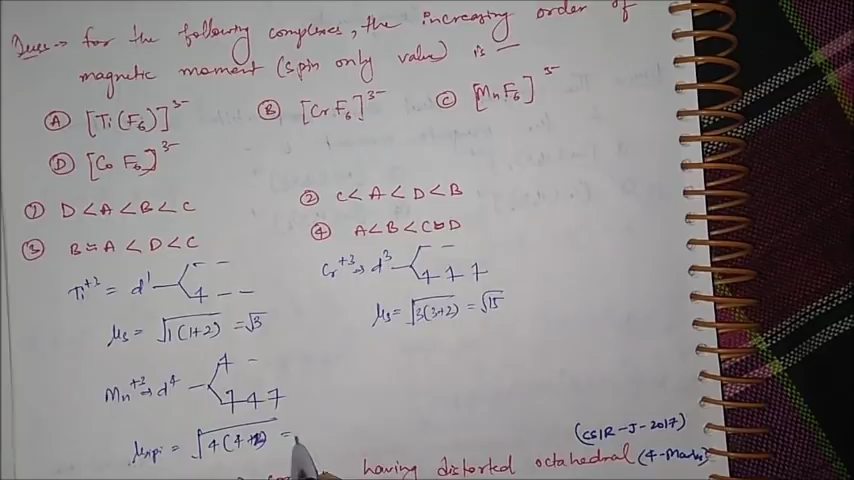 Ques → For the following complexes, the increasing order of
magnetic moment (spin only value) is —
Ⓐ [Ti(F₆)]³⁻ Ⓑ [CrF₆]³⁻ Ⓒ [MnF₆]³⁻
Ⓓ [CoF₆]³⁻
① D < A < B < C ② C < A < D < B
③ B ≈ A < D < C ④ A < B < C ≈ D
Ti⁺³ = d¹
Cr⁺³ → d³
μs = √1(1+2) = √3
μs = √3(3+2) = √15
Mn⁺³ → d⁴
= √4(4+2) =
(CSIR-J-2017)
having distorted octahedral (4-Marks)